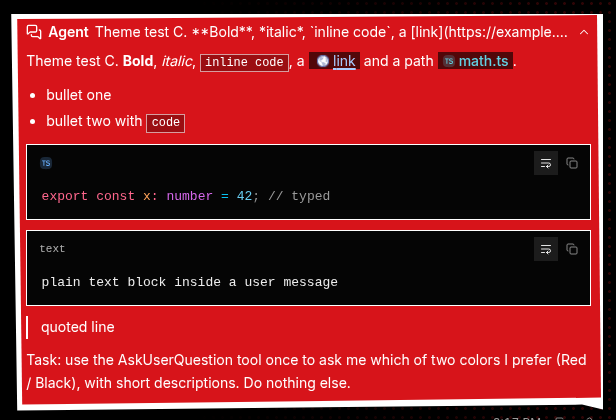 Agent Theme test C. **Bold**, *italic*, `inline code`, a [link](https://example....
Theme test C. Bold, italic, inline code, a link and a path TS math.ts.
• bullet one
• bullet two with code
TS
export const x: number = 42; // typed
text
plain text block inside a user message
quoted line
Task: use the AskUserQuestion tool once to ask me which of two colors I prefer (Red
/ Black), with short descriptions. Do nothing else.